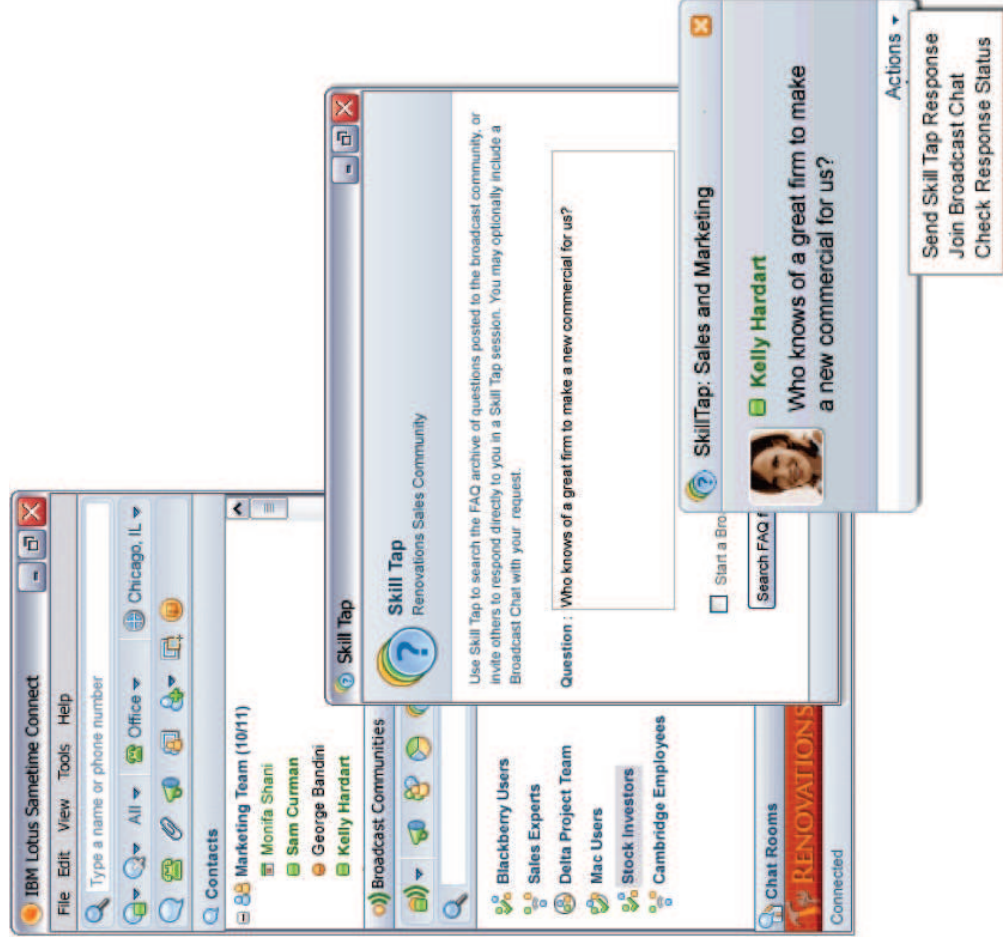 IBM Lotus Sametime Connect
File Edit View Tools Help
Type a name or phone number
All Office Chicago, IL
Contacts
Marketing Team (10/11)
Monifa Shani
Sam Curman
George Bandini
Kelly Hardart
Broadcast Communities
Blackberry Users
Sales Experts
Delta Project Team
Mac Users
Stock Investors
Cambridge Employees
Chat Rooms
RENOVATIONS
Connected
Skill Tap
Skill Tap
Renovations Sales Community
Use Skill Tap to search the FAQ archive of questions posted to the broadcast community, or
invite others to respond directly to you in a Skill Tap session. You may optionally include a
Broadcast Chat with your request.
Question : Who knows of a great firm to make a new commercial for us?
Start a Bro
Search FAQ f
SkillTap: Sales and Marketing
Kelly Hardart
Who knows of a great firm to make
a new commercial for us?
Actions
Send Skill Tap Response
Join Broadcast Chat
Check Response Status